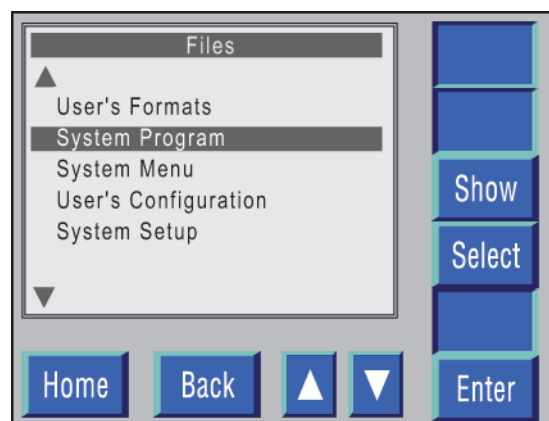 Files
User's Formats
System Program
System Menu
User's Configuration
System Setup
Show
Select
Home
Back
Enter